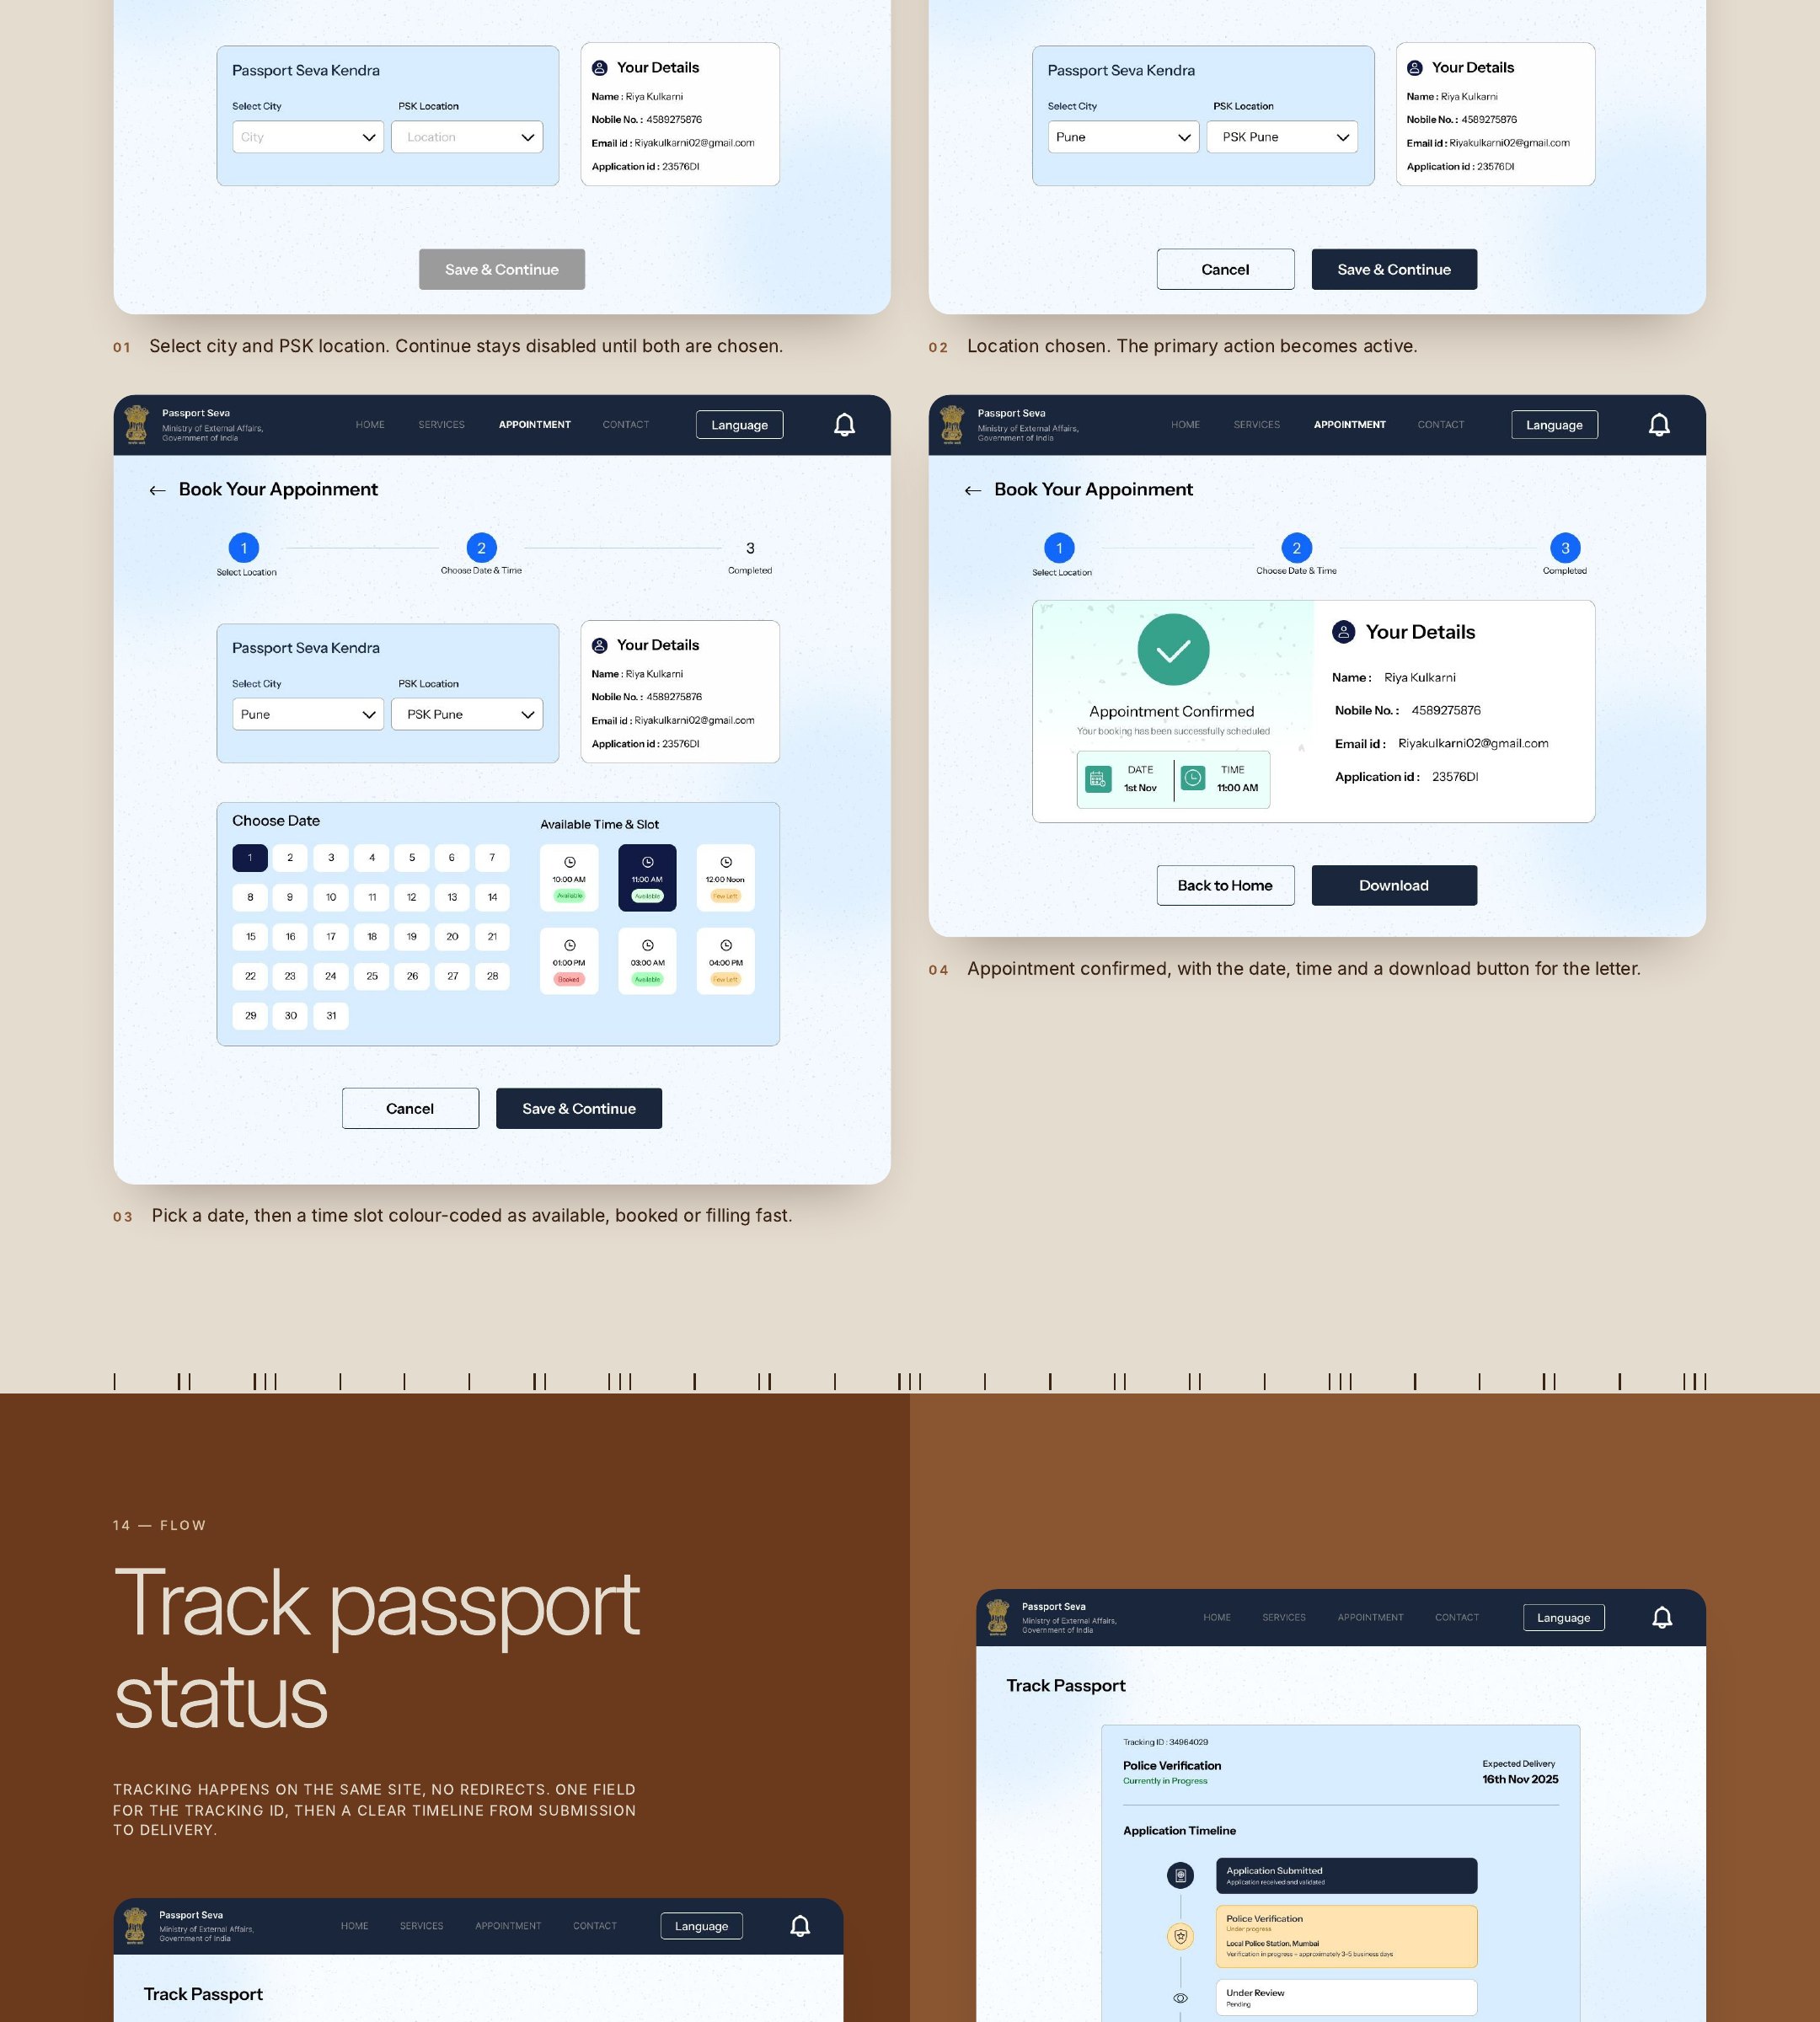 Passport Seva Kendra
Select City
PSK Location
City
Location
Your Details
Name : Riya Kulkarni
Nobile No. : 4589275876
Email id : Riyakulkarni02@gmail.com
Application id : 23576DI
Save & Continue
01 Select city and PSK location. Continue stays disabled until both are chosen.
Passport Seva Kendra
Select City
PSK Location
Pune
PSK Pune
Your Details
Name : Riya Kulkarni
Nobile No. : 4589275876
Email id : Riyakulkarni02@gmail.com
Application id : 23576DI
Cancel
Save & Continue
02 Location chosen. The primary action becomes active.
Passport Seva
Ministry of External Affairs,
Government of India
HOME
SERVICES
APPOINTMENT
CONTACT
Language
Book Your Appoinment
1
2
3
Select Location
Choose Date & Time
Completed
Passport Seva Kendra
Select City
PSK Location
Pune
PSK Pune
Your Details
Name : Riya Kulkarni
Nobile No. : 4589275876
Email id : Riyakulkarni02@gmail.com
Application id : 23576DI
Choose Date
1 2 3 4 5 6 7
8 9 10 11 12 13 14
15 16 17 18 19 20 21
22 23 24 25 26 27 28
29 30 31
Available Time & Slot
10:00 AM
Available
11:00 AM
Available
12:00 Noon
Few Left
01:00 PM
Booked
03:00 AM
Available
04:00 PM
Few Left
Cancel
Save & Continue
03 Pick a date, then a time slot colour-coded as available, booked or filling fast.
Passport Seva
Ministry of External Affairs,
Government of India
HOME
SERVICES
APPOINTMENT
CONTACT
Language
Book Your Appoinment
1
2
3
Select Location
Choose Date & Time
Completed
Appointment Confirmed
Your booking has been successfully scheduled
DATE
1st Nov
TIME
11:00 AM
Your Details
Name : Riya Kulkarni
Nobile No. : 4589275876
Email id : Riyakulkarni02@gmail.com
Application id : 23576DI
Back to Home
Download
04 Appointment confirmed, with the date, time and a download button for the letter.
14 — FLOW
Track passport
status
TRACKING HAPPENS ON THE SAME SITE, NO REDIRECTS. ONE FIELD
FOR THE TRACKING ID, THEN A CLEAR TIMELINE FROM SUBMISSION
TO DELIVERY.
Passport Seva
Ministry of External Affairs,
Government of India
HOME
SERVICES
APPOINTMENT
CONTACT
Language
Track Passport
Passport Seva
Ministry of External Affairs,
Government of India
HOME
SERVICES
APPOINTMENT
CONTACT
Language
Track Passport
Tracking ID : 34964029
Police Verification
Currently in Progress
Expected Delivery
16th Nov 2025
Application Timeline
Application Submitted
Application received and validated
Police Verification
Under progress
Local Police Station, Mumbai
Verification in progress – approximately 3-5 business days
Under Review
Pending